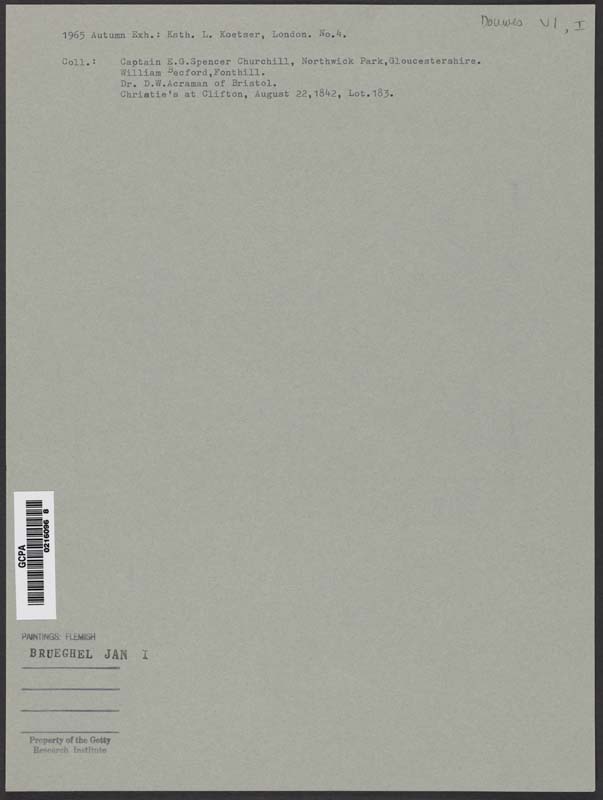 Douwes VI, I
1965 Autumn Exh.: Kath. L. Koetser, London. No.4.
Coll.: Captain E.G.Spencer Churchill, Northwick Park,Gloucestershire.
William Becford,Fonthill.
Dr. D.W.Acraman of Bristol.
Christie's at Clifton, August 22,1842, Lot.183.
GCPA
0216096 8
PAINTINGS: FLEMISH
BRUEGHEL JAN I
Property of the Getty
Research Institute